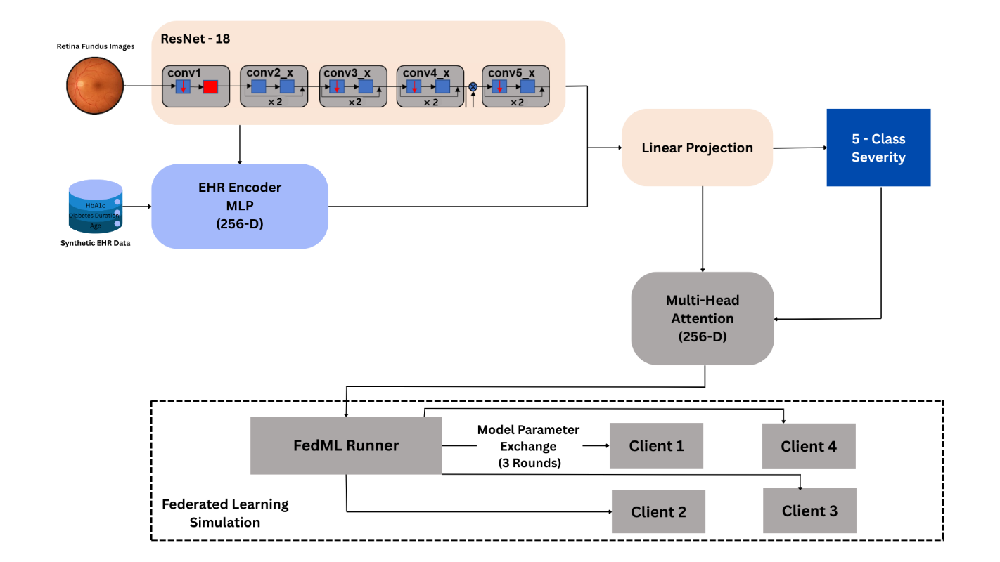 ResNet - 18
Retina Fundus Images
conv1
conv2_x
conv3_x
conv4_x
conv5_x
×2
×2
×2
×2
Linear Projection
5 - Class
Severity
EHR Encoder
MLP
(256-D)
HbA1c
Diabetes Duration
Age
Synthetic EHR Data
Multi-Head
Attention
(256-D)
FedML Runner
Model Parameter
Exchange
(3 Rounds)
Client 1
Client 4
Federated Learning
Simulation
Client 2
Client 3